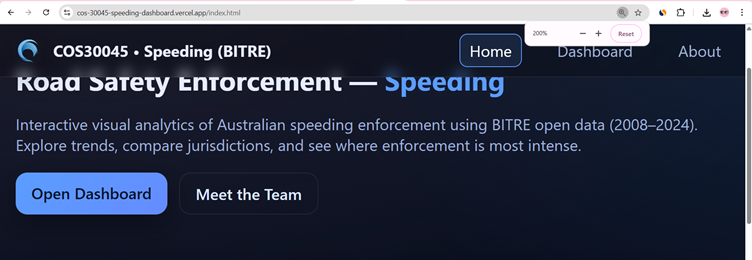 cos-30045-speeding-dashboard.vercel.app/index.html
200%
Reset
COS30045 • Speeding (BITRE)
Home
Dashboard
About
Road Safety Enforcement — Speeding
Interactive visual analytics of Australian speeding enforcement using BITRE open data (2008–2024).
Explore trends, compare jurisdictions, and see where enforcement is most intense.
Open Dashboard
Meet the Team